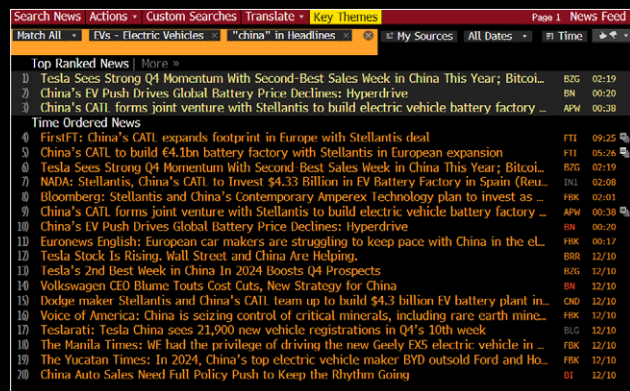 Search News Actions Custom Searches Translate Key Themes Page 1 News Feed
Match All EVs - Electric Vehicles × "china" in Headlines × My Sources All Dates Time
Top Ranked News | More »
1) Tesla Sees Strong Q4 Momentum With Second-Best Sales Week in China This Year; Bitcoi... BZG 02:19
2) China's EV Push Drives Global Battery Price Declines: Hyperdrive BN 00:20
3) China's CATL forms joint venture with Stellantis to build electric vehicle battery factory ... APW 00:38
Time Ordered News
4) FirstFT: China's CATL expands footprint in Europe with Stellantis deal FTI 09:25
5) China's CATL to build €4.1bn battery factory with Stellantis in European expansion FTI 05:26
6) Tesla Sees Strong Q4 Momentum With Second-Best Sales Week in China This Year; Bitcoi... BZG 02:19
7) NADA: Stellantis, China's CATL to Invest $4.33 Billion in EV Battery Factory in Spain (Reu... IN1 02:08
8) Bloomberg: Stellantis and China's Contemporary Amperex Technology plan to invest as ... FBK 02:01
9) China's CATL forms joint venture with Stellantis to build electric vehicle battery factory ... APW 00:38
10) China's EV Push Drives Global Battery Price Declines: Hyperdrive BN 00:20
11) Euronews English: European car makers are struggling to keep pace with China in the el... FBK 00:17
12) Tesla Stock Is Rising. Wall Street and China Are Helping. BRR 12/10
13) Tesla's 2nd Best Week in China In 2024 Boosts Q4 Prospects BZG 12/10
14) Volkswagen CEO Blume Touts Cost Cuts, New Strategy for China BN 12/10
15) Dodge maker Stellantis and China's CATL team up to build $4.3 billion EV battery plant in... CND 12/10
16) Voice of America: China is seizing control of critical minerals, including rare earth mine... FBK 12/10
17) Teslarati: Tesla China sees 21,900 new vehicle registrations in Q4's 10th week BLG 12/10
18) The Manila Times: WE had the privilege of driving the new Geely EX5 electric vehicle in ... FBK 12/10
19) The Yucatan Times: In 2024, China's top electric vehicle maker BYD outsold Ford and Ho... FBK 12/10
20) China Auto Sales Need Full Policy Push to Keep the Rhythm Going BI 12/10